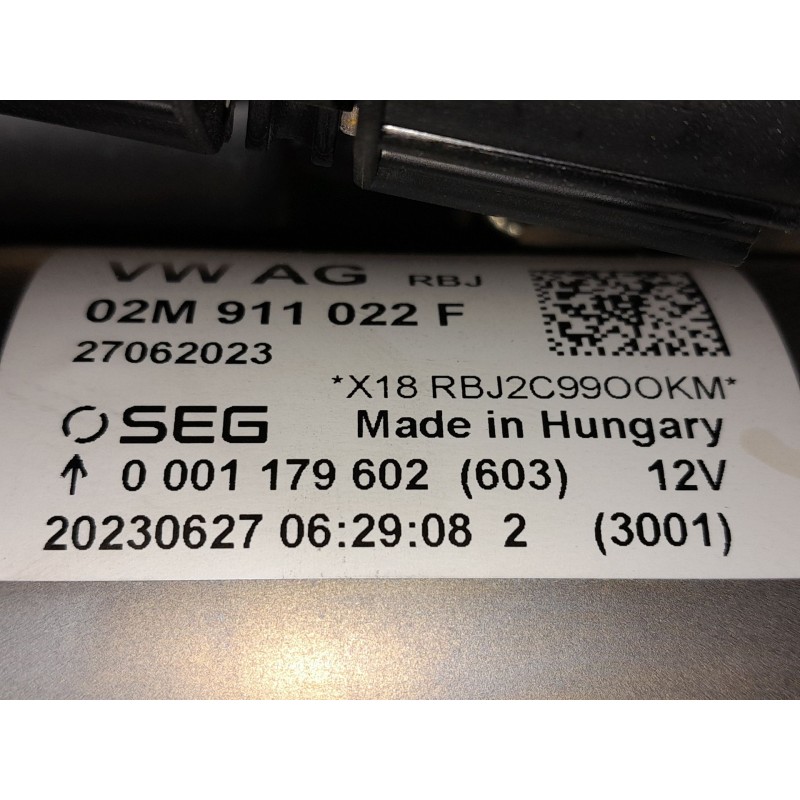 VW AG RBJ
02M 911 022 F
27062023
*X18 RBJ2C99OOKM*
SEG Made in Hungary
↑ 0 001 179 602 (603) 12V
20230627 06:29:08 2 (3001)